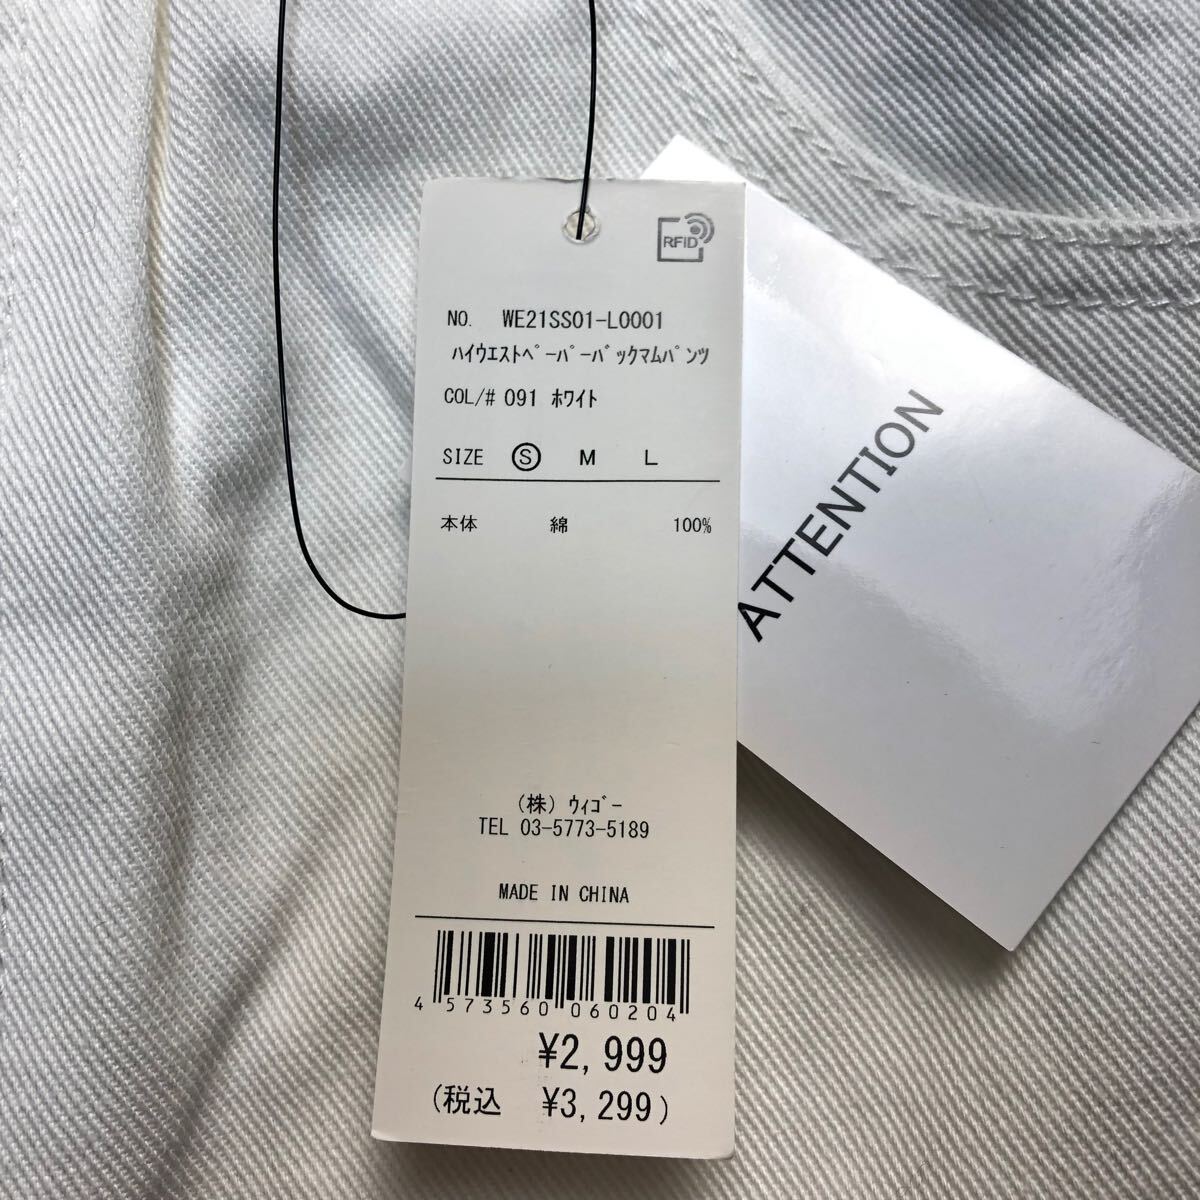 RFID
NO. WE21SS01-L0001
ﾊｲｳｴｽﾄﾍﾟｰﾊﾟｰﾊﾞｯｸﾏﾑﾊﾟﾝﾂ
COL/# 091 ﾎﾜｲﾄ
SIZE Ⓢ M L
本体 綿 100%
(株) ｳｨｺﾞｰ
TEL 03-5773-5189
MADE IN CHINA
4 573560 060204
¥2,999
(税込 ¥3,299)
ATTENTION